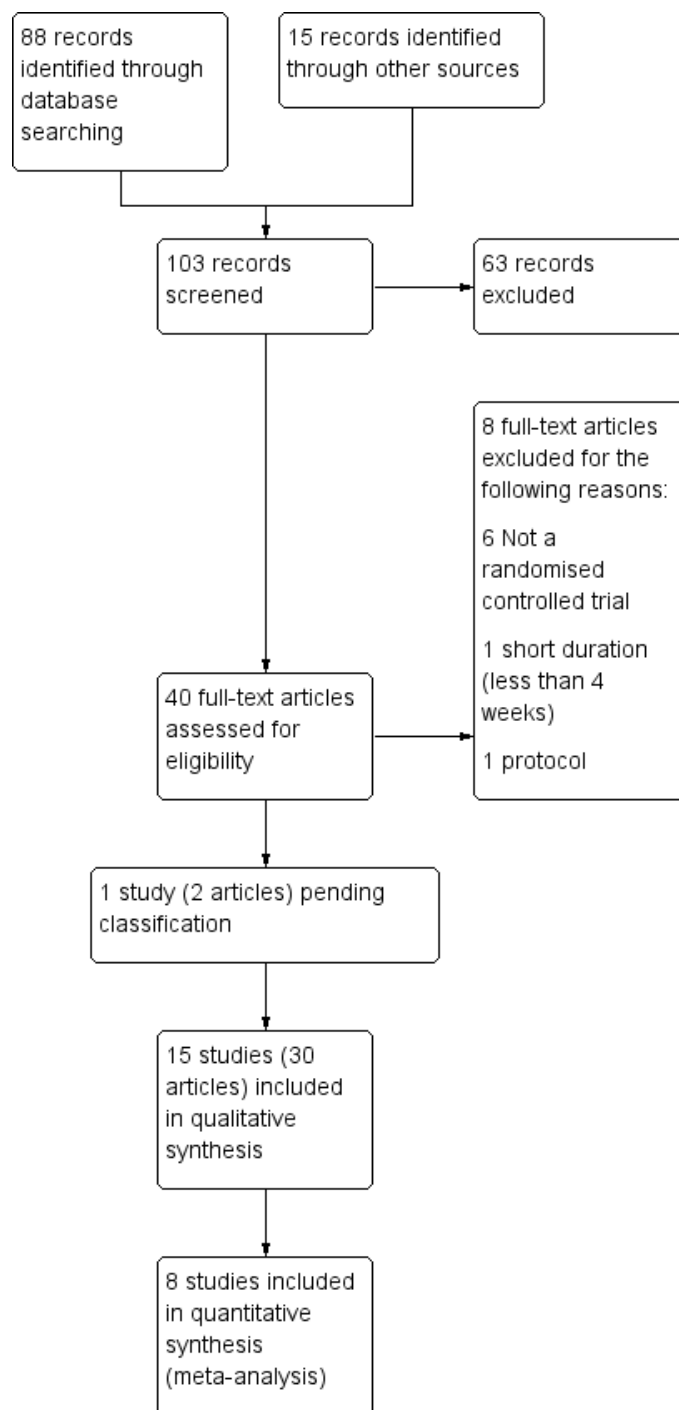 88 records
identified through
database
searching
15 records identified
through other sources
103 records
screened
63 records
excluded
8 full-text articles
excluded for the
following reasons:
6 Not a
randomised
controlled trial
1 short duration
(less than 4
weeks)
1 protocol
40 full-text articles
assessed for
eligibility
1 study (2 articles) pending
classification
15 studies (30
articles) included
in qualitative
synthesis
8 studies included
in quantitative
synthesis
(meta-analysis)